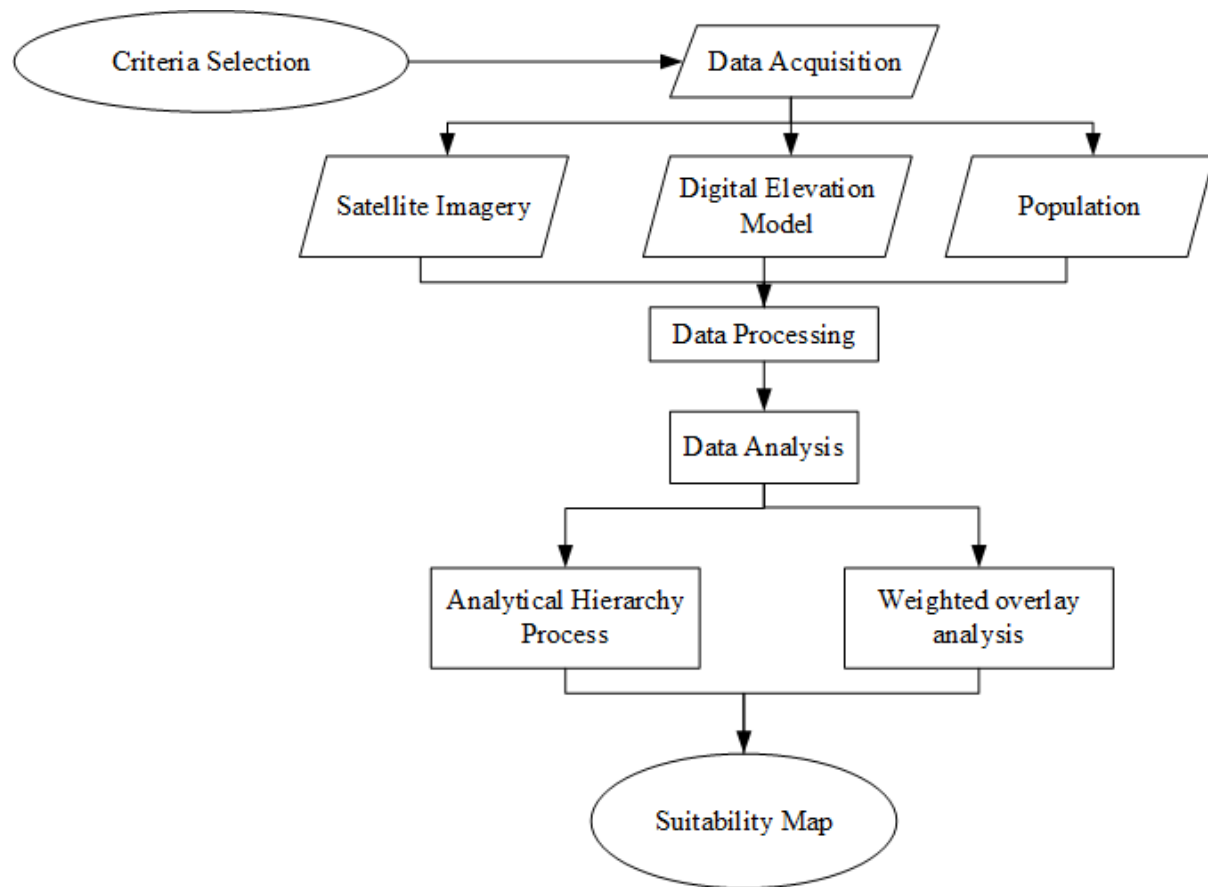 Criteria Selection
Data Acquisition
Satellite Imagery
Digital Elevation
Model
Population
Data Processing
Data Analysis
Analytical Hierarchy
Process
Weighted overlay
analysis
Suitability Map